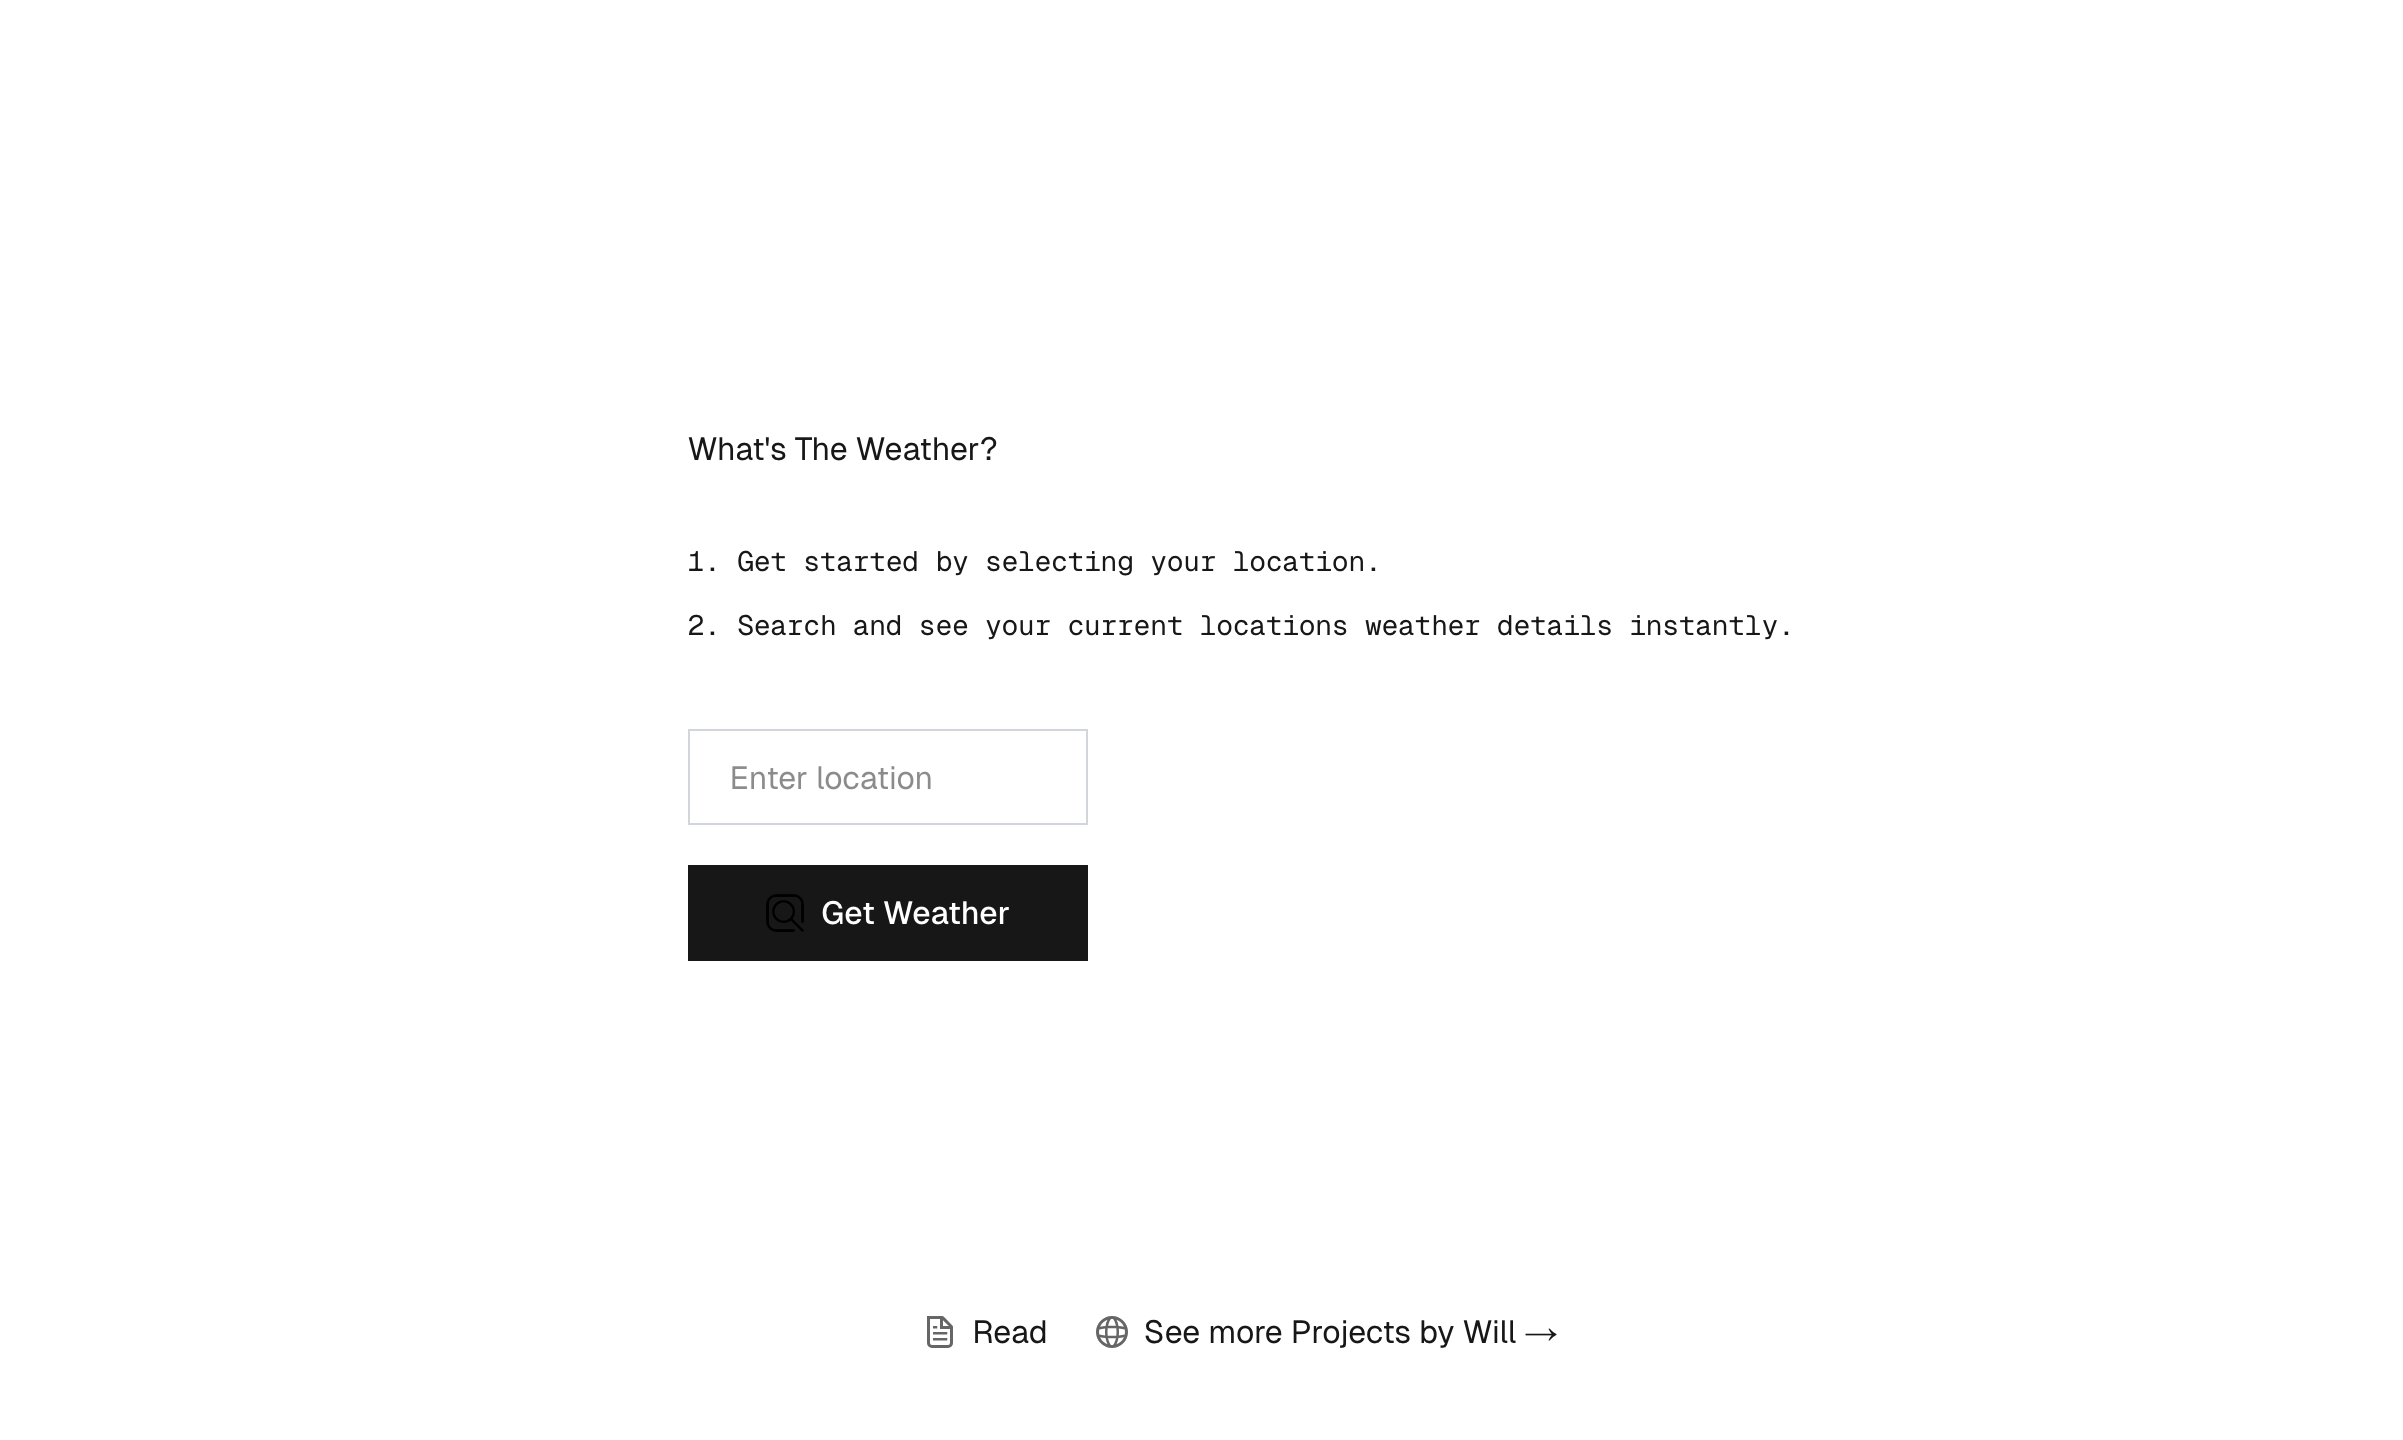 What's The Weather?
1. Get started by selecting your location.
2. Search and see your current locations weather details instantly.
Enter location
Get Weather
Read
See more Projects by Will →